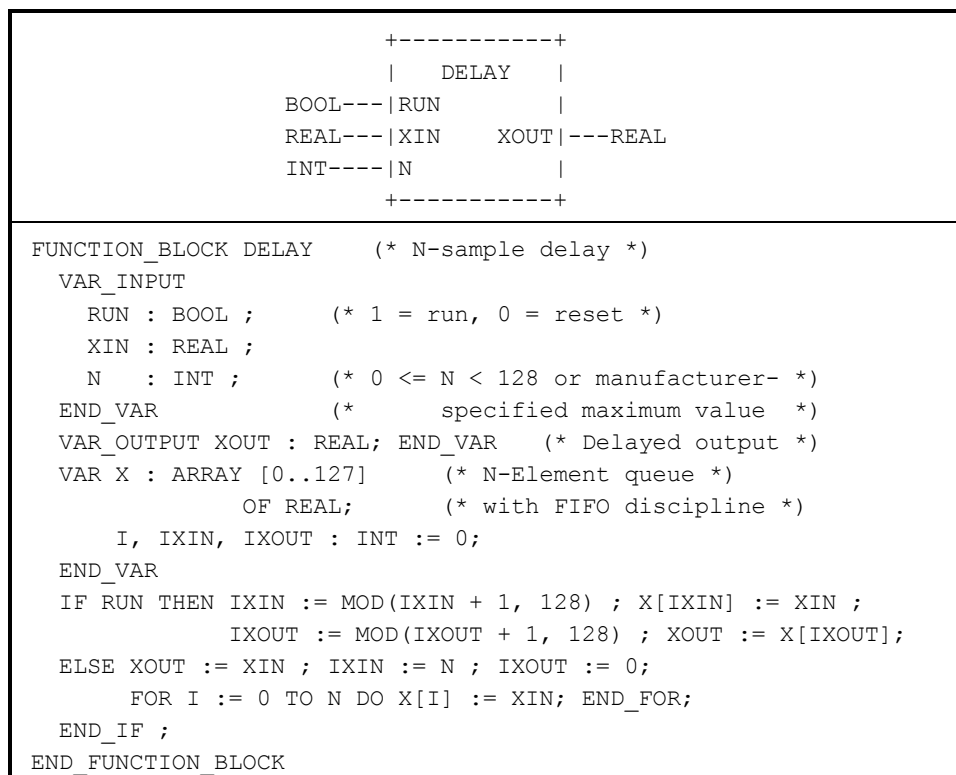 +-----------+
|   DELAY   |
BOOL---|RUN        |
REAL---|XIN    XOUT|---REAL
INT----|N          |
+-----------+
FUNCTION_BLOCK DELAY    (* N-sample delay *)
VAR_INPUT
RUN : BOOL ;      (* 1 = run, 0 = reset *)
XIN : REAL ;
N   : INT ;       (* 0 <= N < 128 or manufacturer- *)
END_VAR           (*      specified maximum value  *)
VAR_OUTPUT XOUT : REAL; END_VAR   (* Delayed output *)
VAR X : ARRAY [0..127]     (* N-Element queue *)
OF REAL;      (* with FIFO discipline *)
I, IXIN, IXOUT : INT := 0;
END_VAR
IF RUN THEN IXIN := MOD(IXIN + 1, 128) ; X[IXIN] := XIN ;
IXOUT := MOD(IXOUT + 1, 128) ; XOUT := X[IXOUT];
ELSE XOUT := XIN ; IXIN := N ; IXOUT := 0;
FOR I := 0 TO N DO X[I] := XIN; END_FOR;
END_IF ;
END_FUNCTION_BLOCK